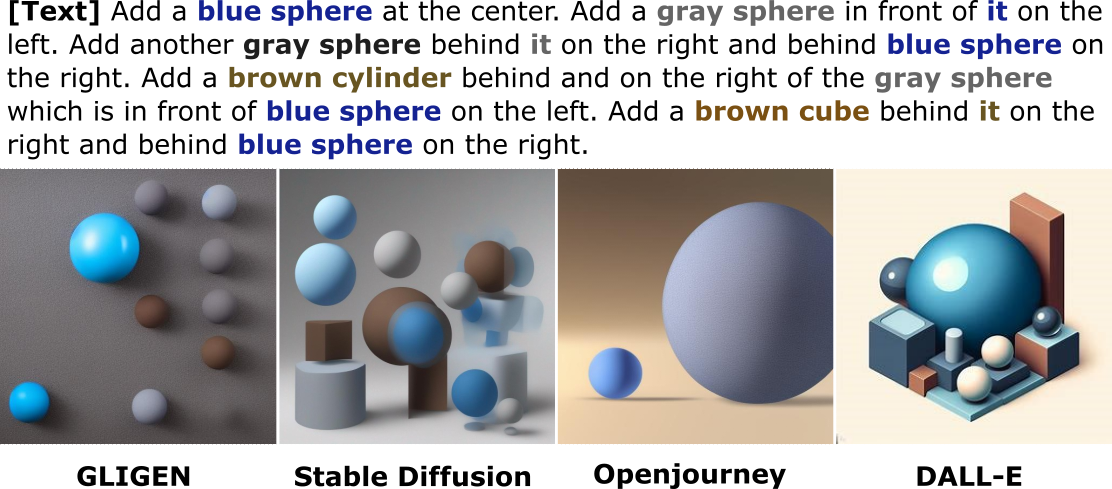 [Text] Add a blue sphere at the center. Add a gray sphere in front of it on the
left. Add another gray sphere behind it on the right and behind blue sphere on
the right. Add a brown cylinder behind and on the right of the gray sphere
which is in front of blue sphere on the left. Add a brown cube behind it on the
right and behind blue sphere on the right.
GLIGEN
Stable Diffusion
Openjourney
DALL-E